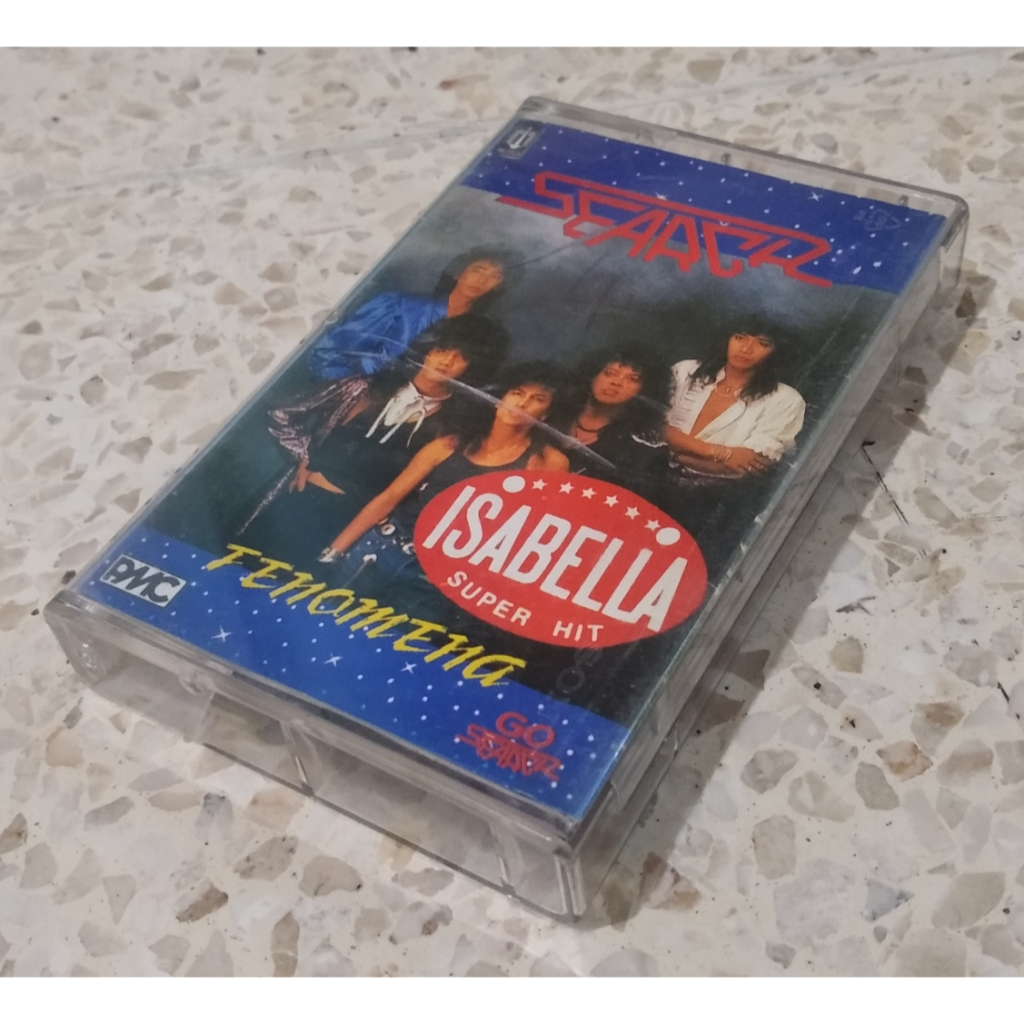 SEARCH
ISABELLA
SUPER HIT
PMC
FENOMENA
GO
SEARCH